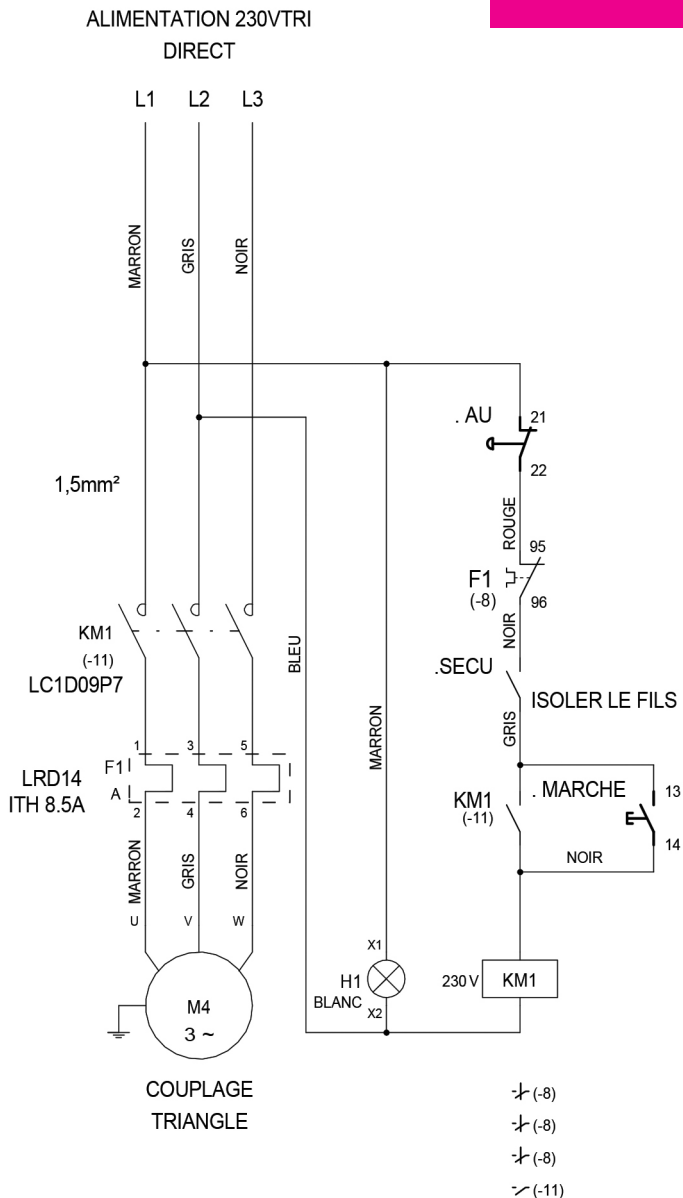 ALIMENTATION 230VTRI
DIRECT
L1 L2 L3
MARRON
GRIS
NOIR
. AU
21
22
1,5mm²
ROUGE
95
F1
(-8)
96
NOIR
KM1
(-11)
LC1D09P7
BLEU
.SECU
ISOLER LE FILS
GRIS
MARRON
1 3 5
F1
A
LRD14
ITH 8.5A
2 4 6
KM1
(-11)
. MARCHE
13
14
NOIR
MARRON
GRIS
NOIR
U V W
X1
H1
BLANC
X2
230 V
KM1
M4
3 ~
COUPLAGE
TRIANGLE
(-8)
(-8)
(-8)
(-11)